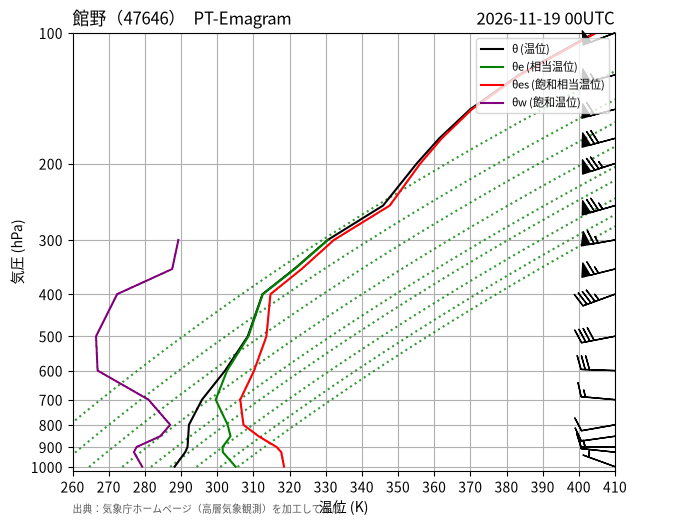 館野（47646） PT-Emagram
2026-11-19 00UTC
θ (温位)
θe (相当温位)
θes (飽和相当温位)
θw (飽和温位)
気圧 (hPa)
100
200
300
400
500
600
700
800
900
1000
260 270 280 290 300 310 320 330 340 350 360 370 380 390 400 410
温位 (K)
出典：気象庁ホームページ（高層気象観測）を加工して